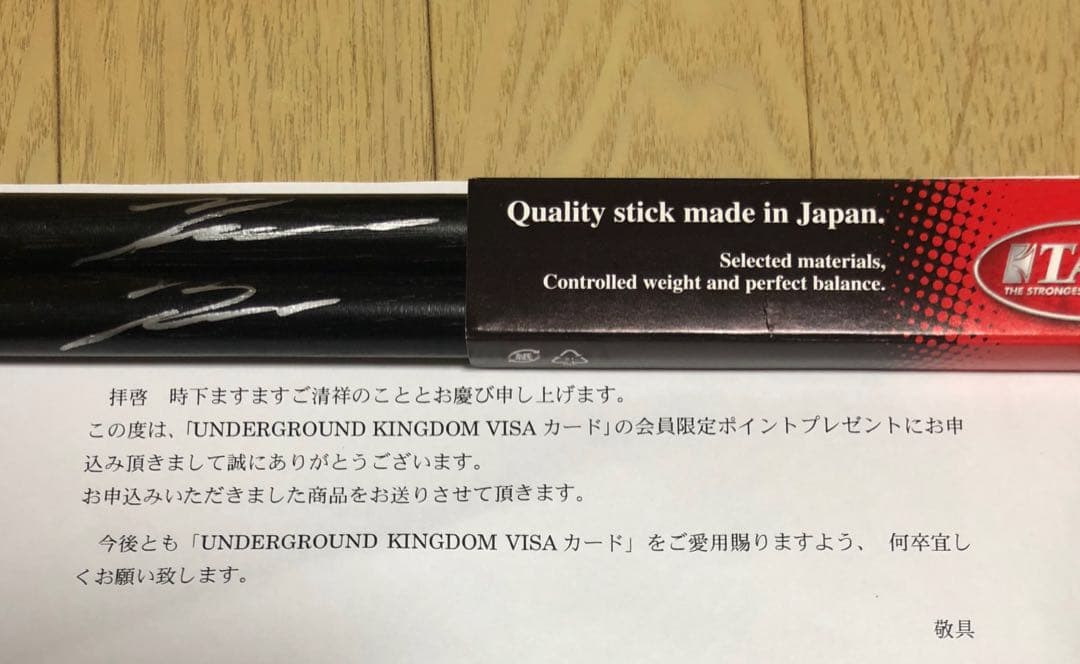 Quality stick made in Japan.
Selected materials,
Controlled weight and perfect balance.
TA
THE STRONGES
拝啓　時下ますますご清祥のこととお慶び申し上げます。
この度は、「UNDERGROUND KINGDOM VISA カード」の会員限定ポイントプレゼントにお申
込み頂きまして誠にありがとうございます。
お申込みいただきました商品をお送りさせて頂きます。
今後とも「UNDERGROUND KINGDOM VISA カード」をご愛用賜りますよう、 何卒宜し
くお願い致します。
敬具